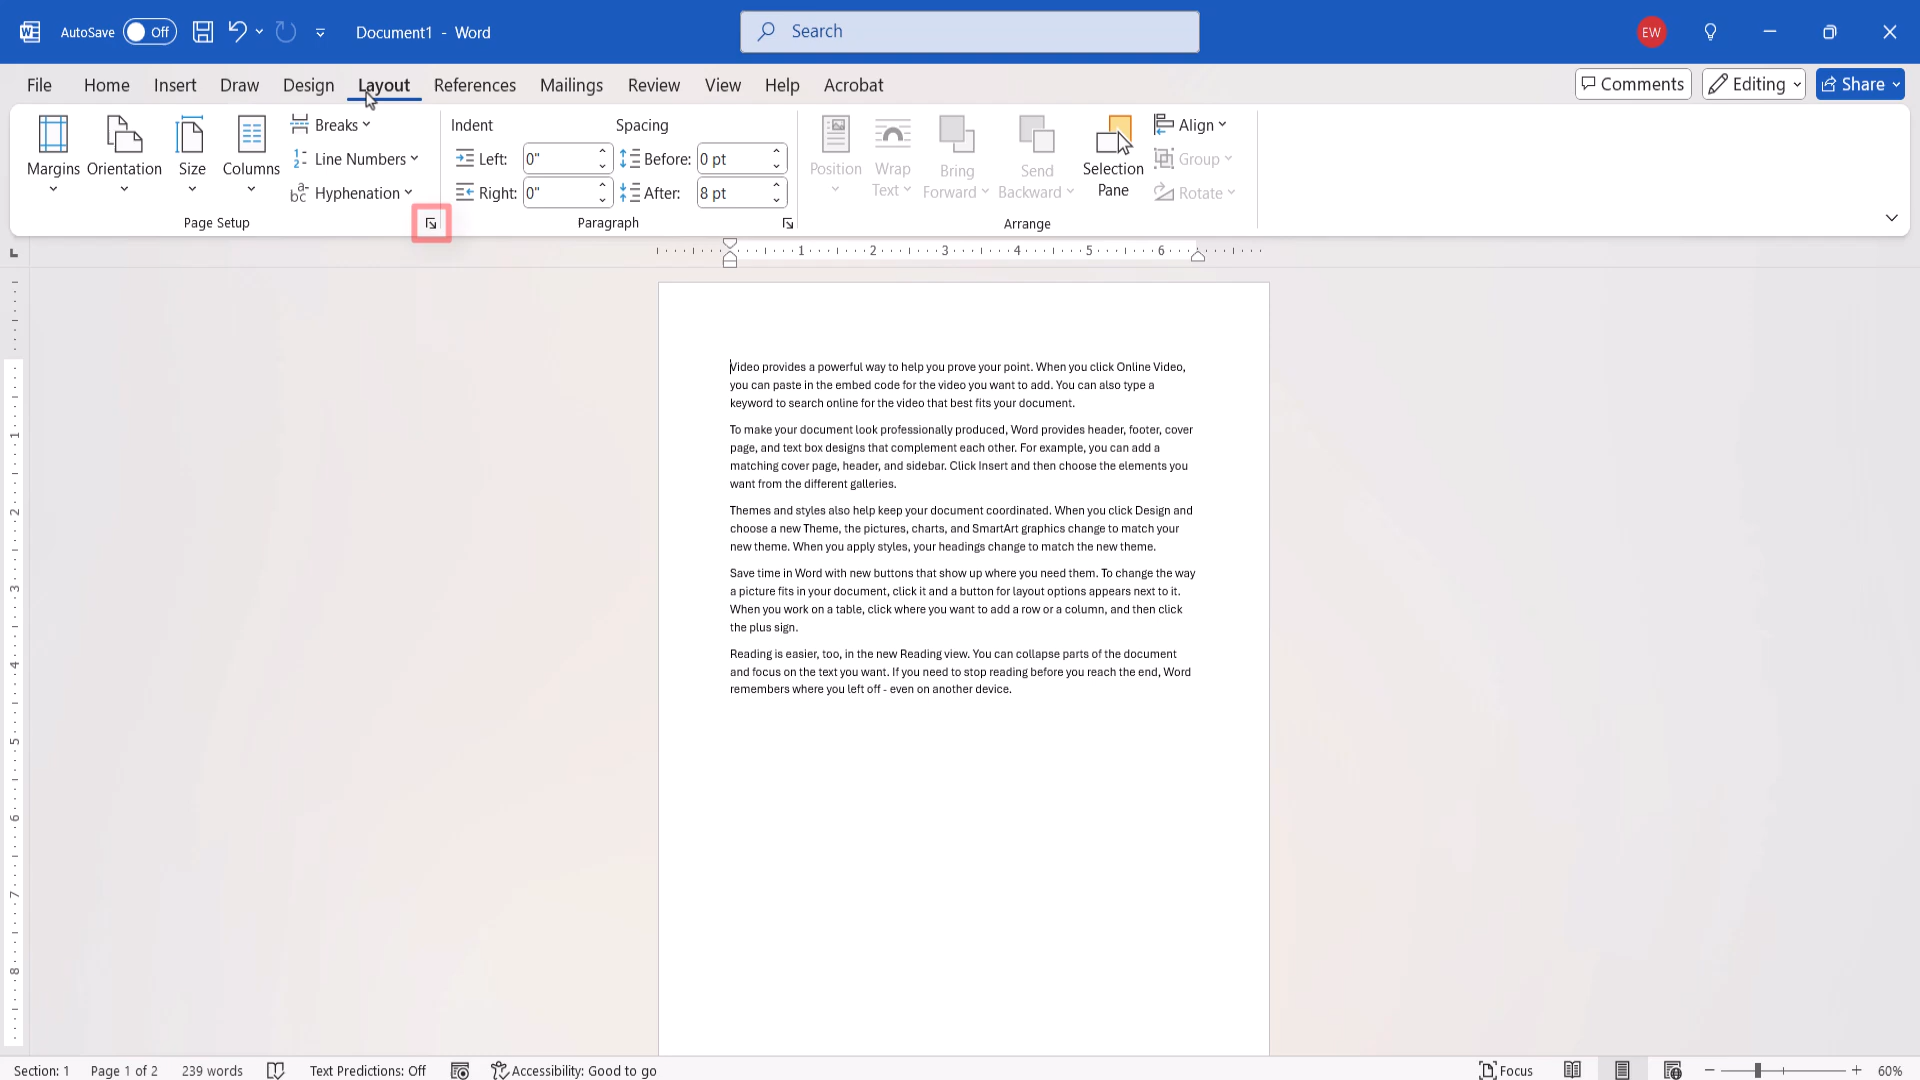 AutoSave Off Document1 - Word Search EW
File Home Insert Draw Design Layout References Mailings Review View Help Acrobat Comments Editing Share
Margins Orientation Size Columns
Breaks
Line Numbers
Hyphenation
Page Setup
Indent Spacing
Left: 0" Before: 0 pt
Right: 0" After: 8 pt
Paragraph
Position Wrap Text Bring Forward Send Backward Selection Pane
Align
Group
Rotate
Arrange
1 2 3 4 5 6
1
2
3
4
5
6
7
8
Video provides a powerful way to help you prove your point. When you click Online Video,
you can paste in the embed code for the video you want to add. You can also type a
keyword to search online for the video that best fits your document.
To make your document look professionally produced, Word provides header, footer, cover
page, and text box designs that complement each other. For example, you can add a
matching cover page, header, and sidebar. Click Insert and then choose the elements you
want from the different galleries.
Themes and styles also help keep your document coordinated. When you click Design and
choose a new Theme, the pictures, charts, and SmartArt graphics change to match your
new theme. When you apply styles, your headings change to match the new theme.
Save time in Word with new buttons that show up where you need them. To change the way
a picture fits in your document, click it and a button for layout options appears next to it.
When you work on a table, click where you want to add a row or a column, and then click
the plus sign.
Reading is easier, too, in the new Reading view. You can collapse parts of the document
and focus on the text you want. If you need to stop reading before you reach the end, Word
remembers where you left off - even on another device.
Section: 1 Page 1 of 2 239 words Text Predictions: Off Accessibility: Good to go Focus 60%